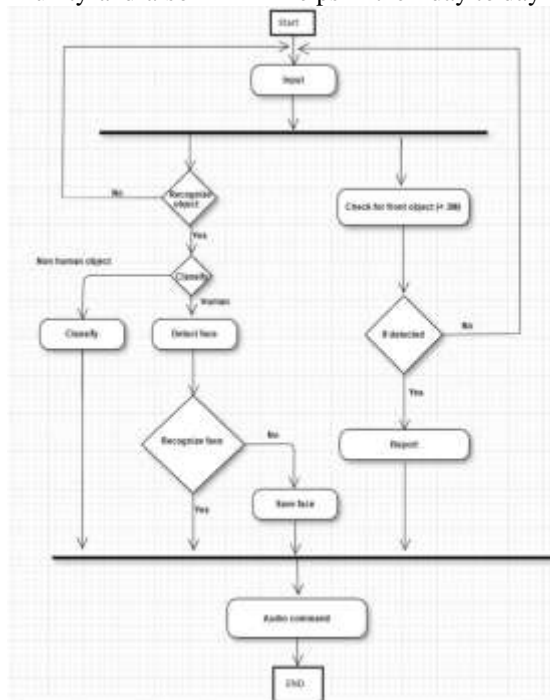 Start
Input
Recognize
object
No
Yes
Check for front object (<
Non human object
Classify
Human
Classify
Detect face
If detected
No
Yes
Recognize face
No
Report
Save face
Yes
Audio command
END